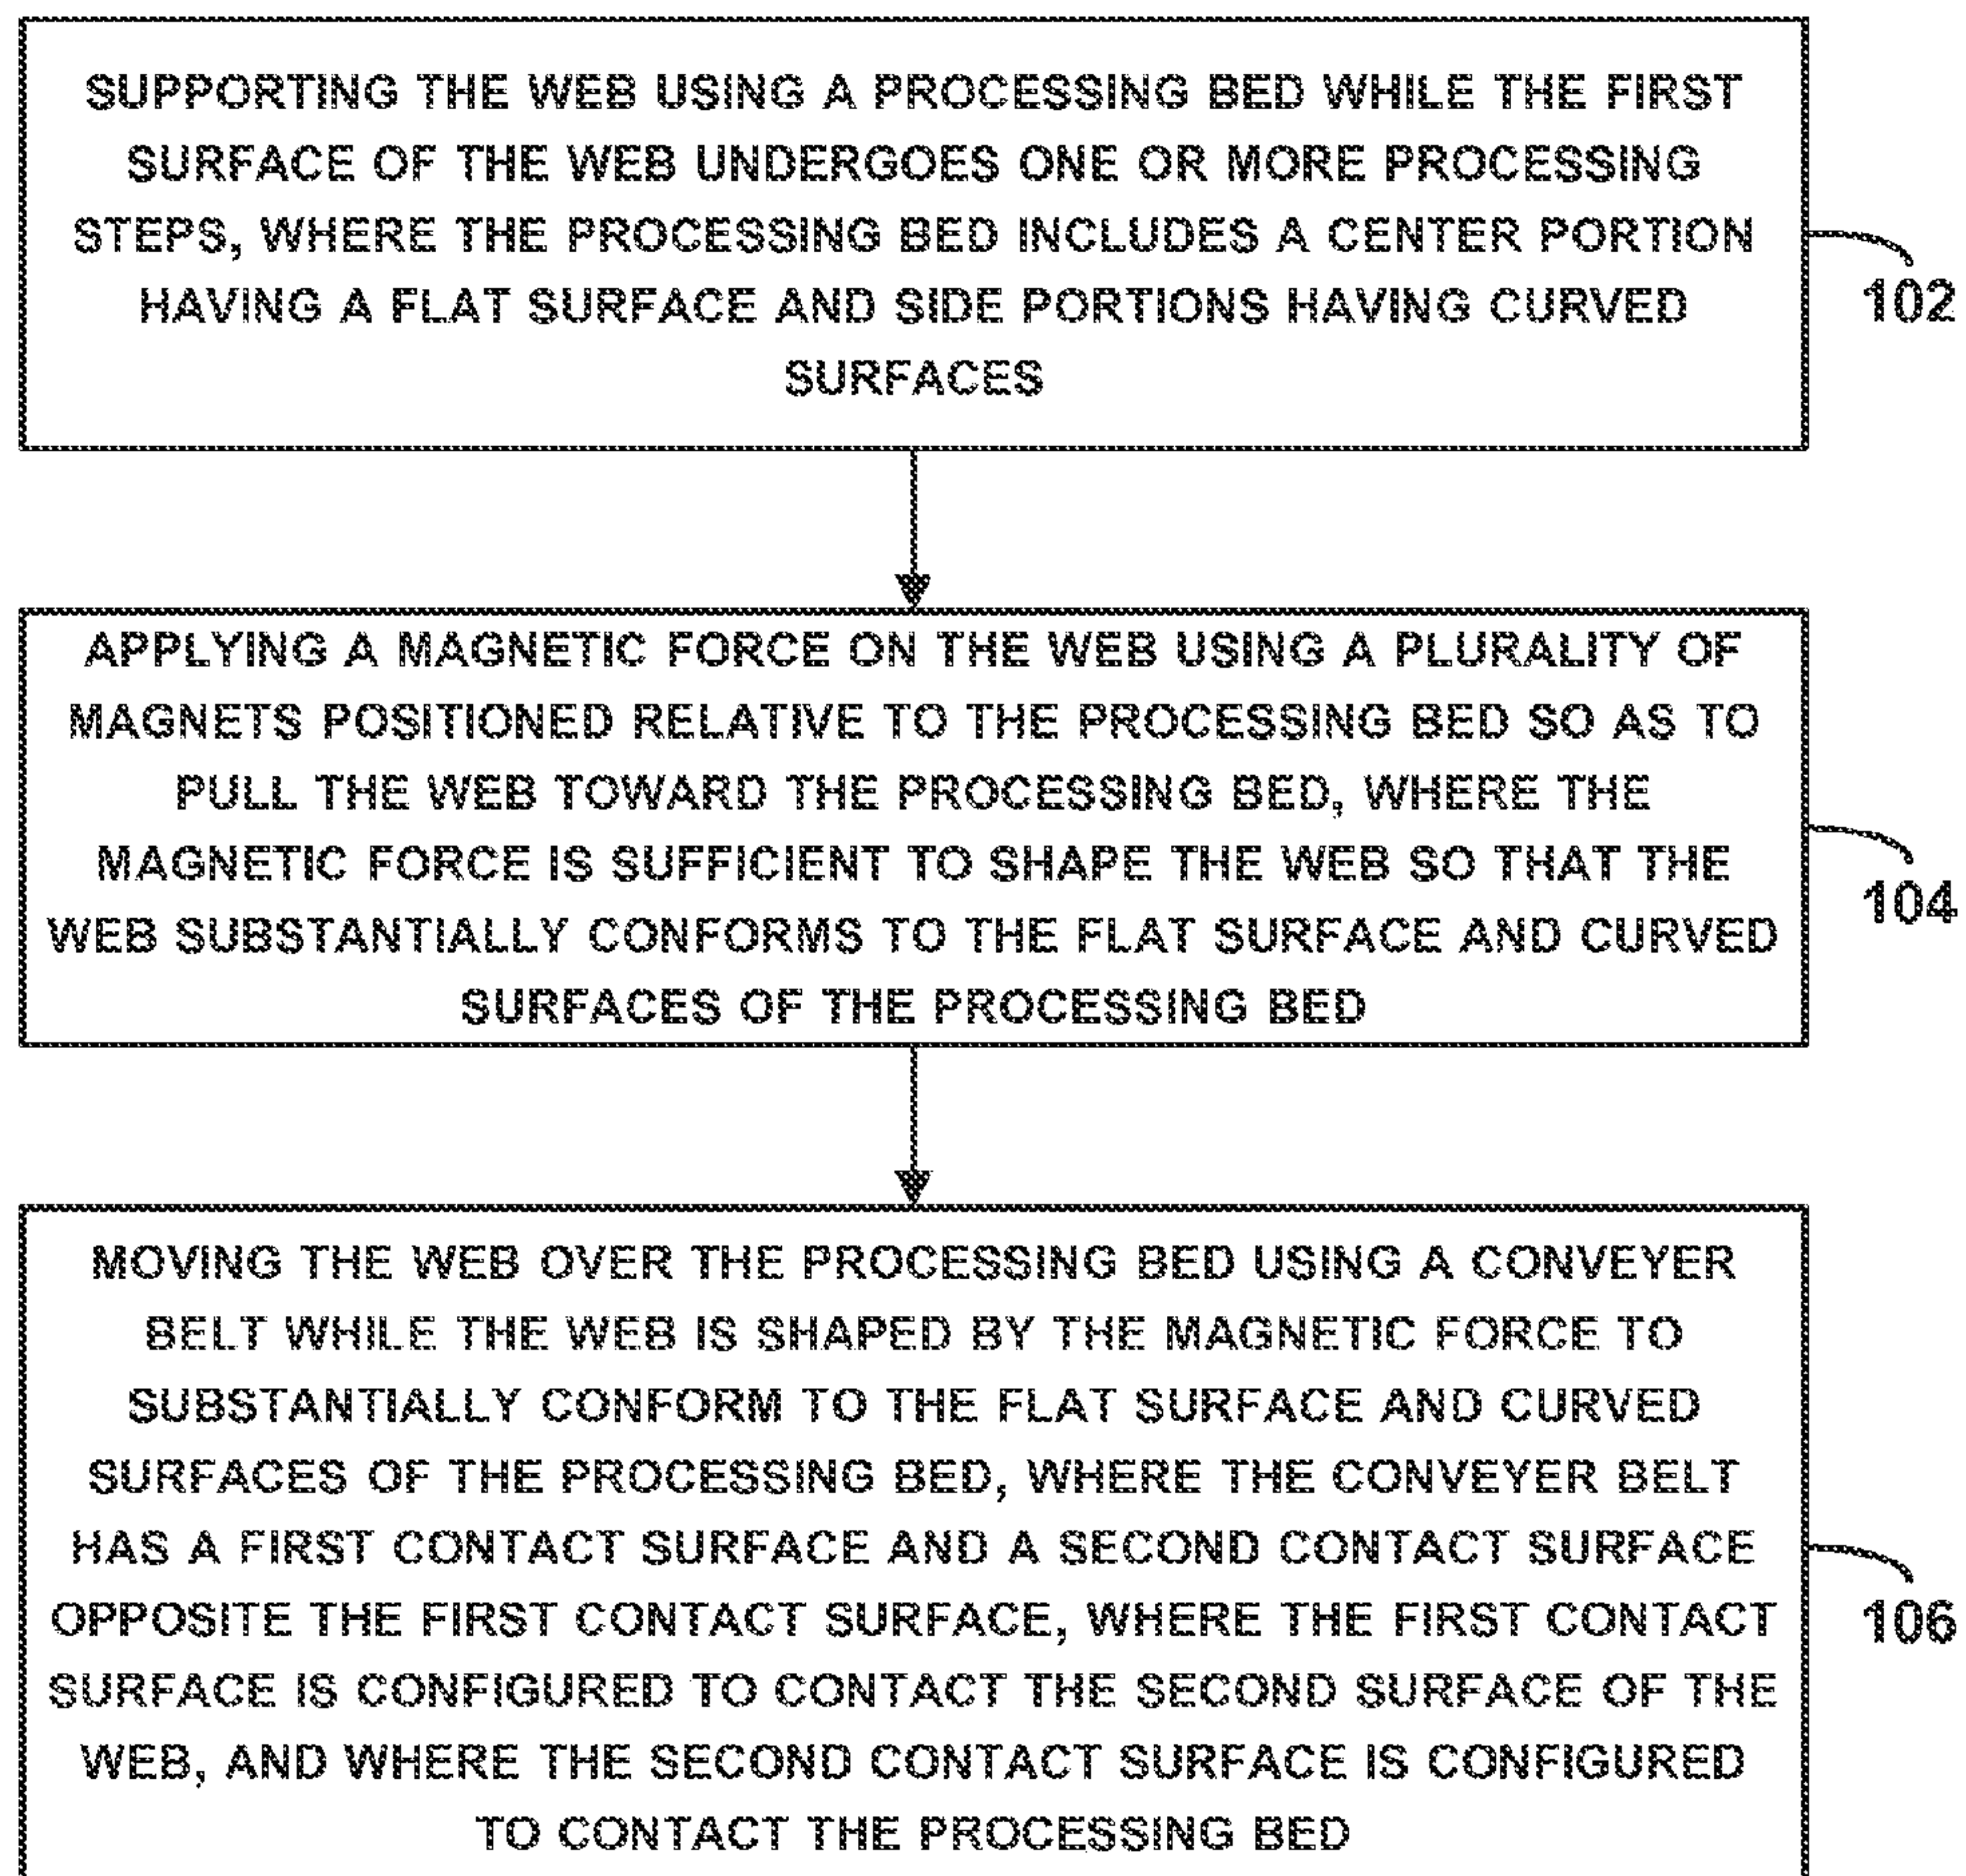 SUPPORTING THE WEB USING A PROCESSING BED WHILE THE FIRST
SURFACE OF THE WEB UNDERGOES ONE OR MORE PROCESSING
STEPS, WHERE THE PROCESSING BED INCLUDES A CENTER PORTION
HAVING A FLAT SURFACE AND SIDE PORTIONS HAVING CURVED
SURFACES
102
APPLYING A MAGNETIC FORCE ON THE WEB USING A PLURALITY OF
MAGNETS POSITIONED RELATIVE TO THE PROCESSING BED SO AS TO
PULL THE WEB TOWARD THE PROCESSING BED, WHERE THE
MAGNETIC FORCE IS SUFFICIENT TO SHAPE THE WEB SO THAT THE
WEB SUBSTANTIALLY CONFORMS TO THE FLAT SURFACE AND CURVED
SURFACES OF THE PROCESSING BED
104
MOVING THE WEB OVER THE PROCESSING BED USING A CONVEYER
BELT WHILE THE WEB IS SHAPED BY THE MAGNETIC FORCE TO
SUBSTANTIALLY CONFORM TO THE FLAT SURFACE AND CURVED
SURFACES OF THE PROCESSING BED, WHERE THE CONVEYER BELT
HAS A FIRST CONTACT SURFACE AND A SECOND CONTACT SURFACE
OPPOSITE THE FIRST CONTACT SURFACE, WHERE THE FIRST CONTACT
SURFACE IS CONFIGURED TO CONTACT THE SECOND SURFACE OF THE
WEB, AND WHERE THE SECOND CONTACT SURFACE IS CONFIGURED
TO CONTACT THE PROCESSING BED
106